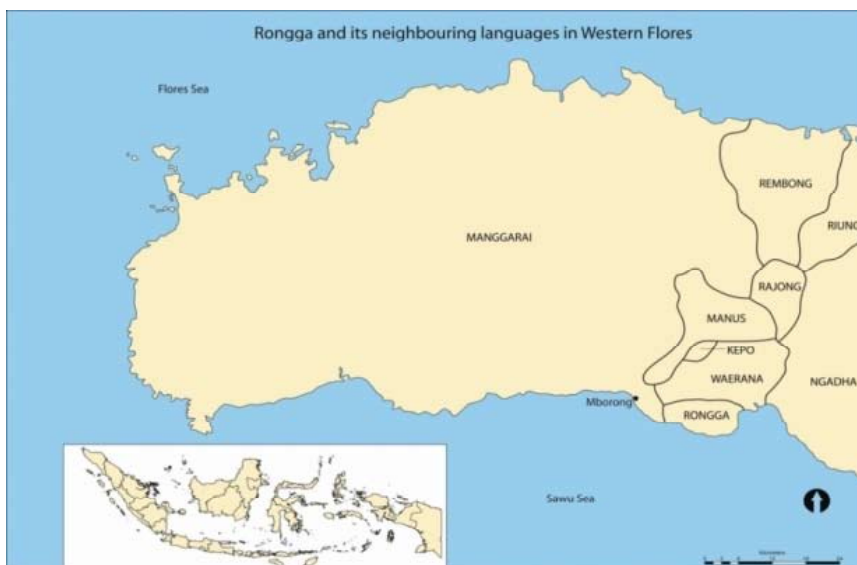 Rongga and its neighbouring languages in Western Flores
Flores Sea
REMBONG
RIUNG
MANGGARAI
RAJONG
MANUS
KEPO
WAERANA
NGADHA
Mborong
RONGGA
Sawu Sea